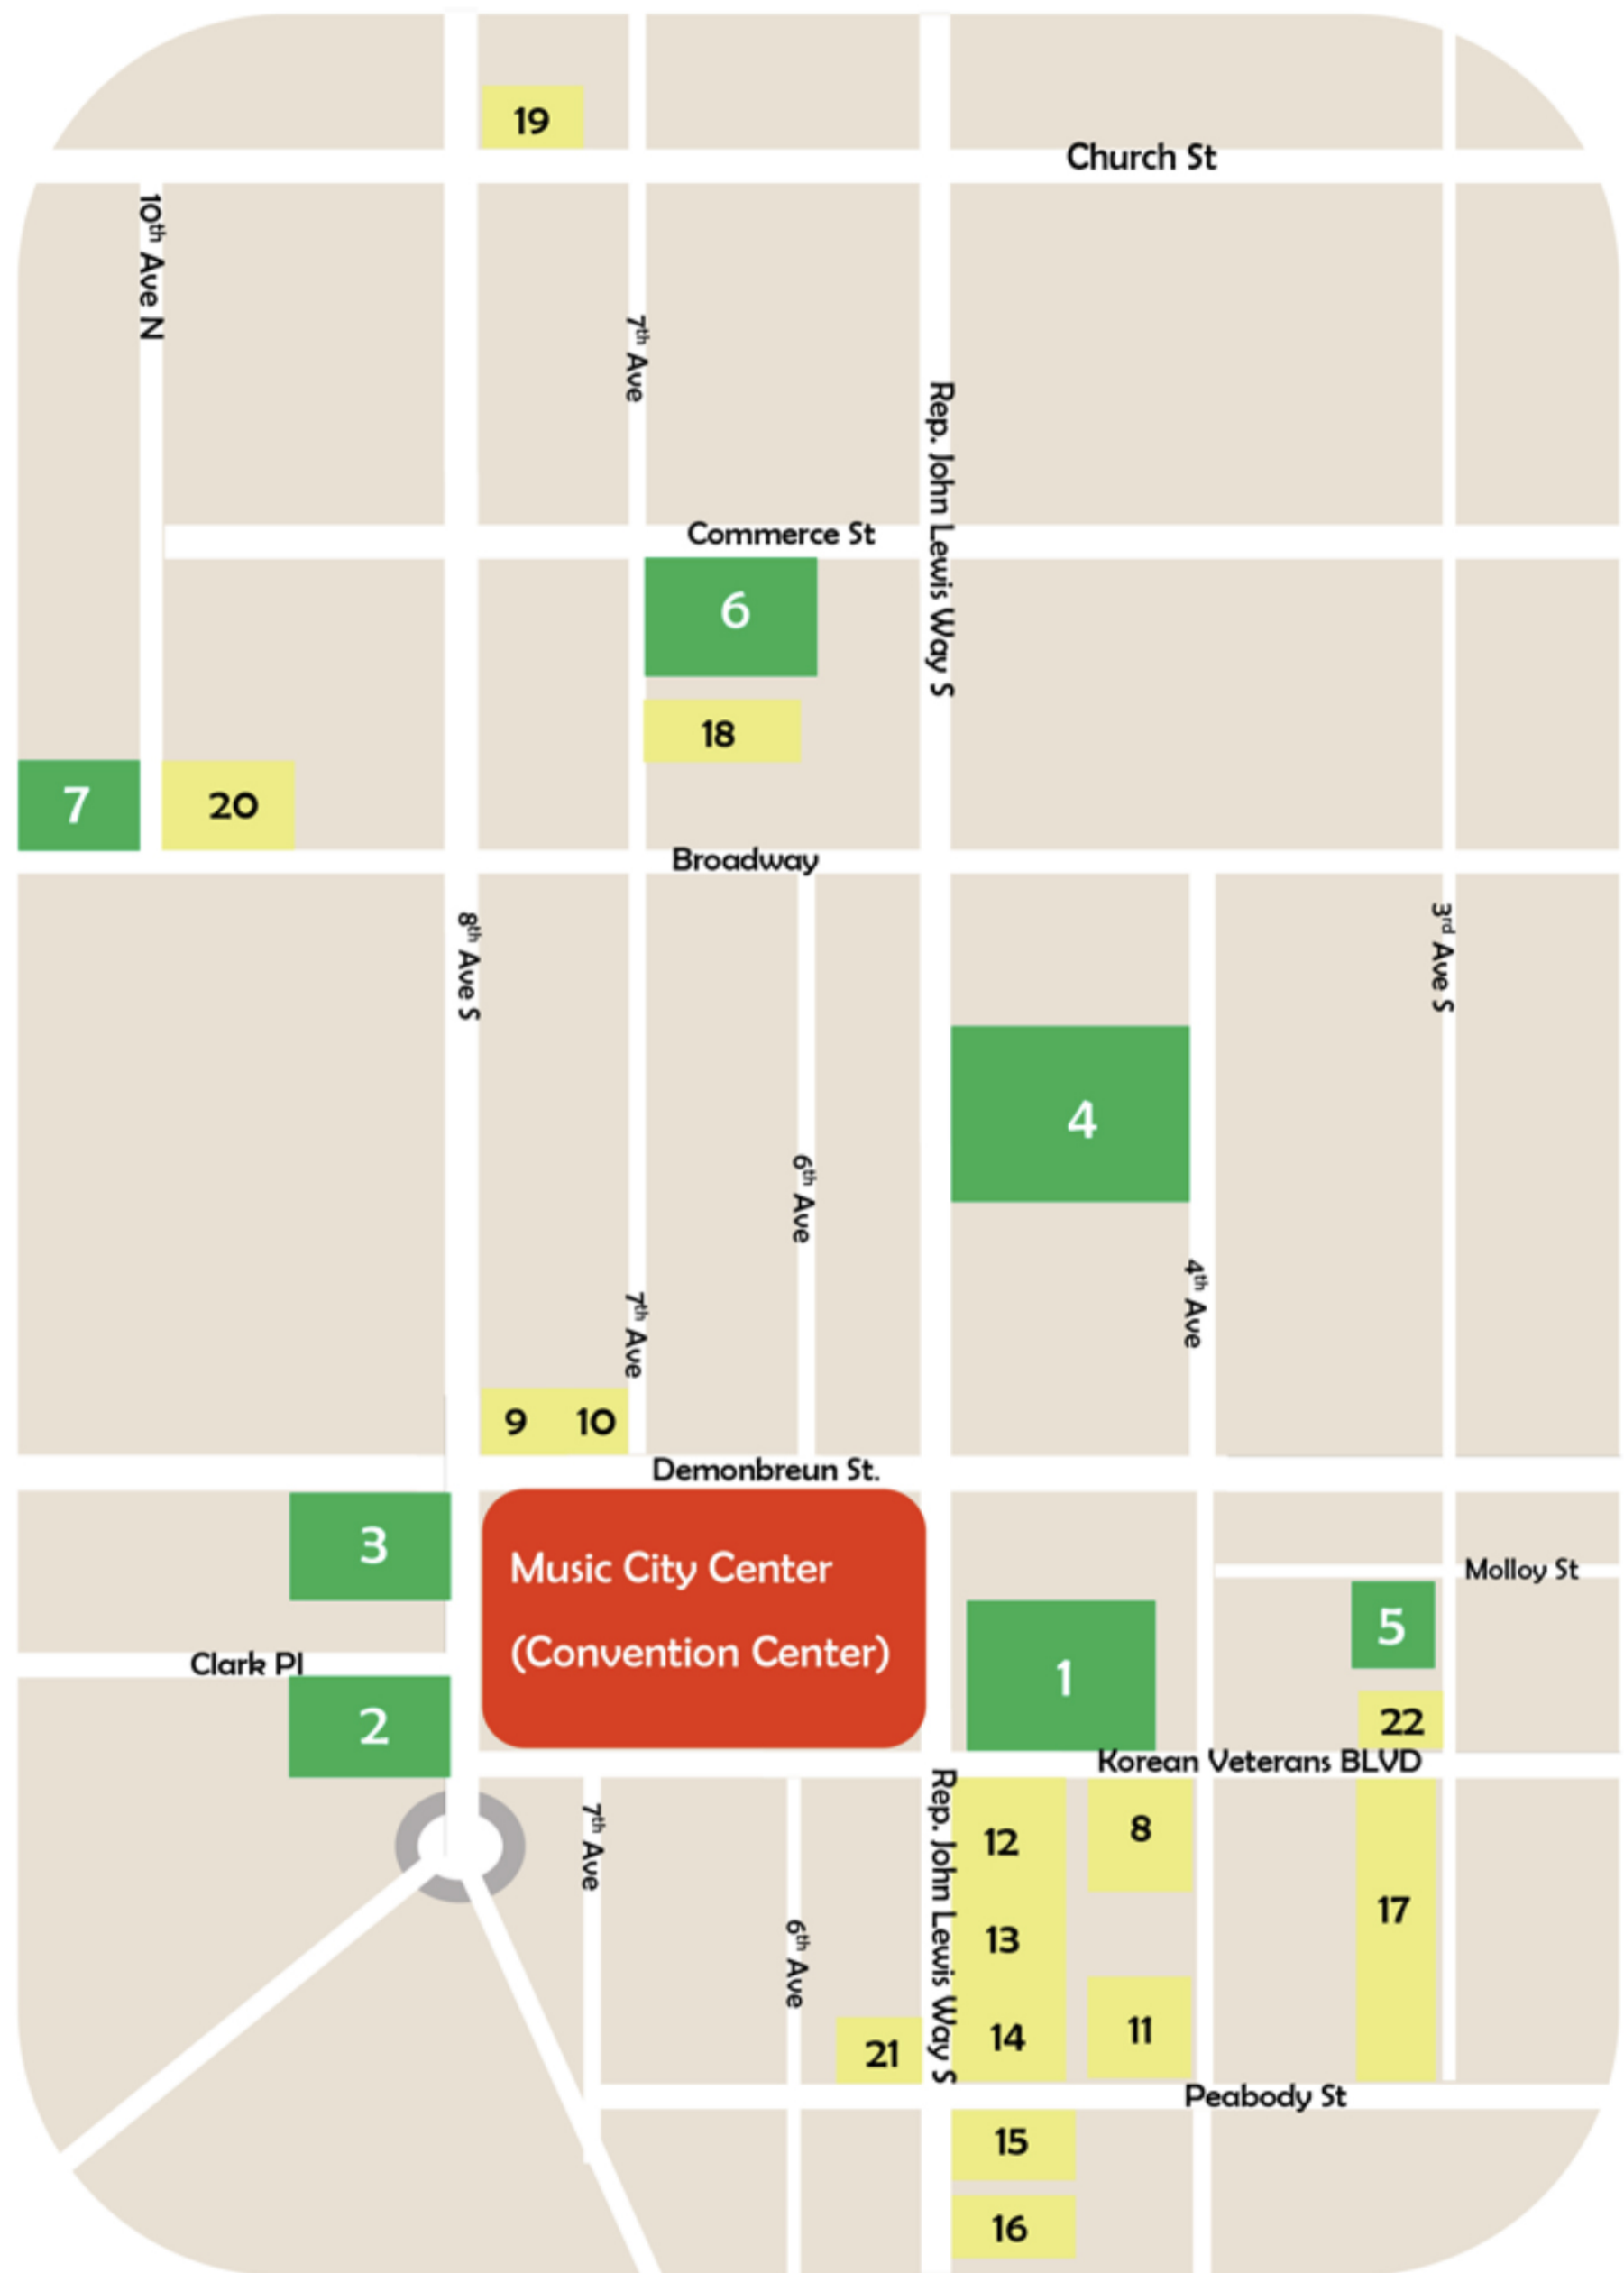 19
Church St
10th Ave N
7th Ave
Rep. John Lewis Way S
Commerce St
6
18
7
20
Broadway
8th Ave S
3rd Ave S
4
6th Ave
4th Ave
7th Ave
9
10
Demonbreun St.
3
Music City Center
(Convention Center)
Molloy St
5
Clark Pl
1
2
22
Korean Veterans BLVD
Rep. John Lewis Way S
7th Ave
12
8
17
13
6th Ave
14
11
21
Peabody St
15
16